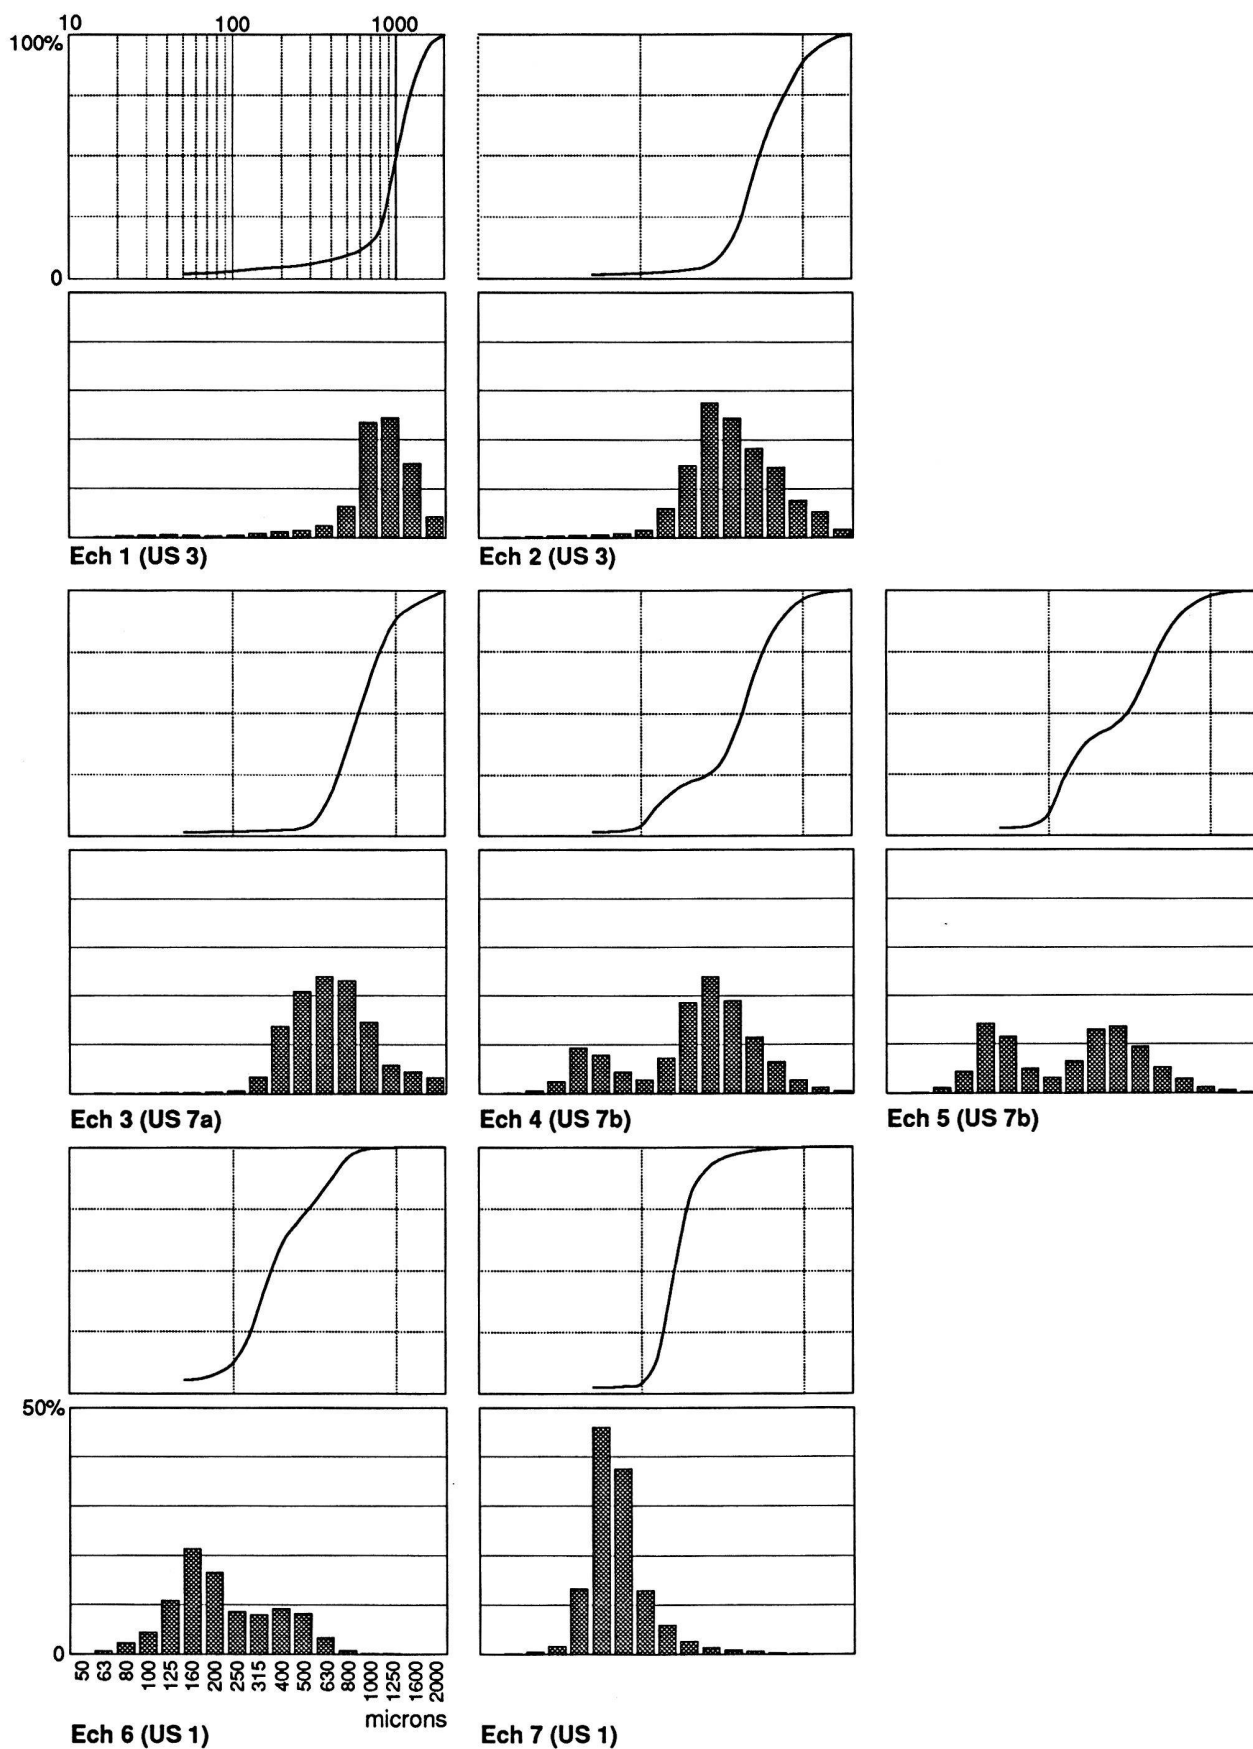 10 100 1000
100%
0
Ech 1 (US 3)
Ech 2 (US 3)
Ech 3 (US 7a)
Ech 4 (US 7b)
Ech 5 (US 7b)
50%
0
50
63
80
100
125
160
200
250
315
400
500
630
800
1000
1250
1600
2000
microns
Ech 6 (US 1)
Ech 7 (US 1)